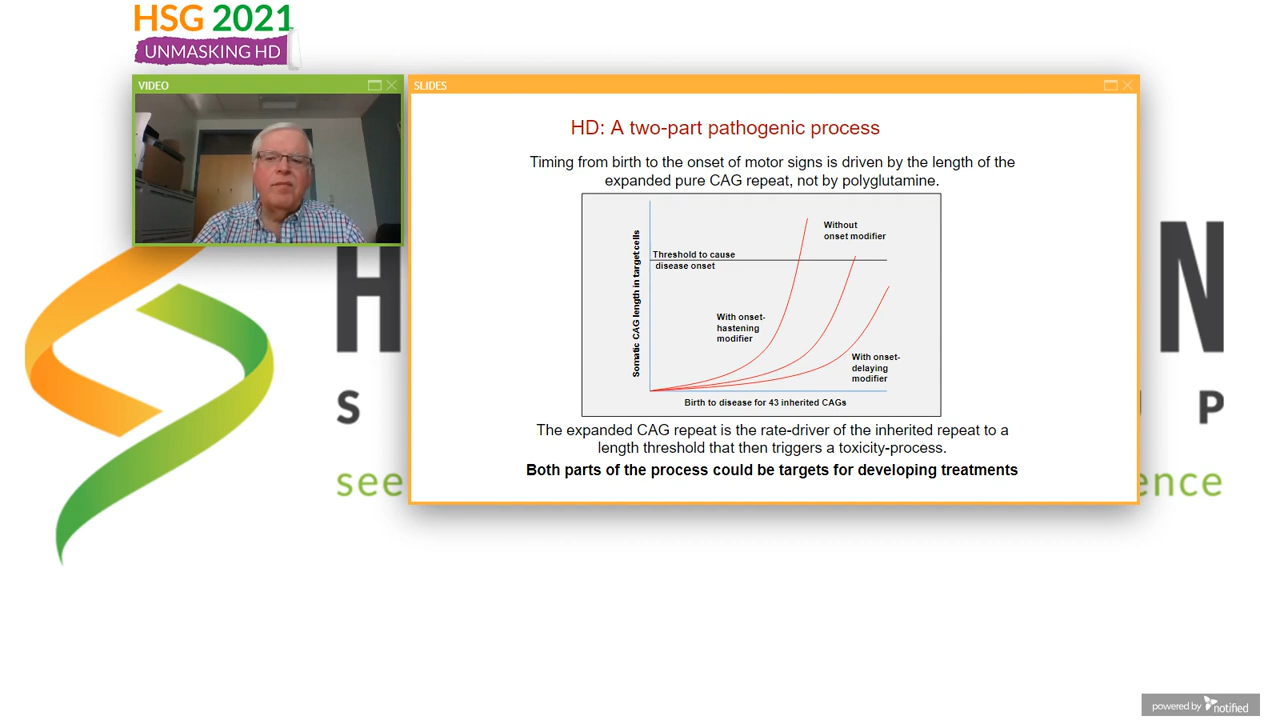 HSG 2021
UNMASKING HD
VIDEO
SLIDES
HD: A two-part pathogenic process
Timing from birth to the onset of motor signs is driven by the length of the
expanded pure CAG repeat, not by polyglutamine.
Somatic CAG length in target cells
Without
onset modifier
Threshold to cause
disease onset
With onset-
hastening
modifier
With onset-
delaying
modifier
Birth to disease for 43 inherited CAGs
The expanded CAG repeat is the rate-driver of the inherited repeat to a
length threshold that then triggers a toxicity-process.
Both parts of the process could be targets for developing treatments
H
N
S
U P
see
ence
powered by notified